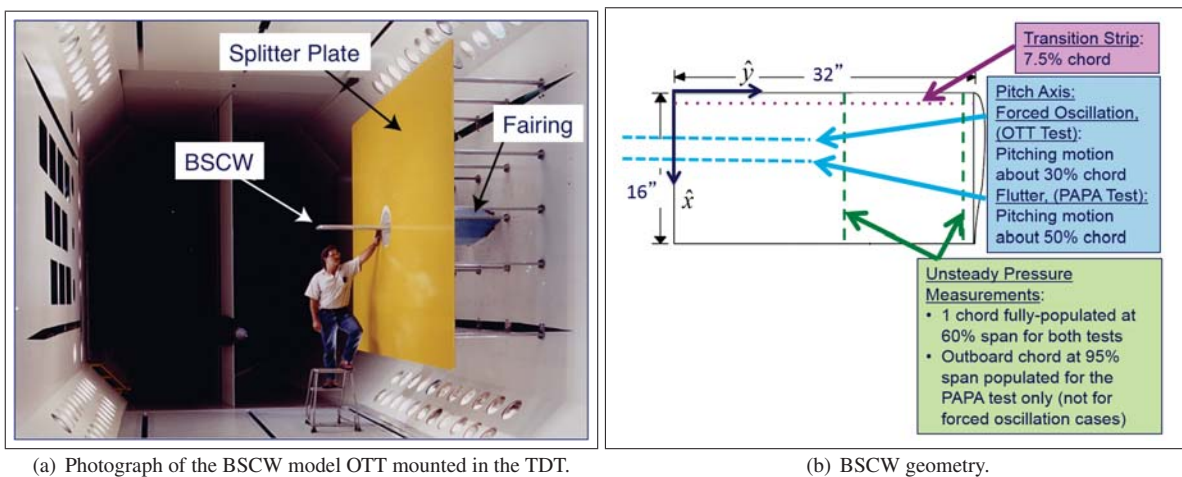 Splitter Plate
Fairing
BSCW
(a) Photograph of the BSCW model OTT mounted in the TDT.
ŷ
32”
16”
x̂
Transition Strip:
7.5% chord
Pitch Axis:
Forced Oscillation,
(OTT Test):
Pitching motion
about 30% chord
Flutter, (PAPA Test):
Pitching motion
about 50% chord
Unsteady Pressure
Measurements:
• 1 chord fully-populated at
60% span for both tests
• Outboard chord at 95%
span populated for the
PAPA test only (not for
forced oscillation cases)
(b) BSCW geometry.